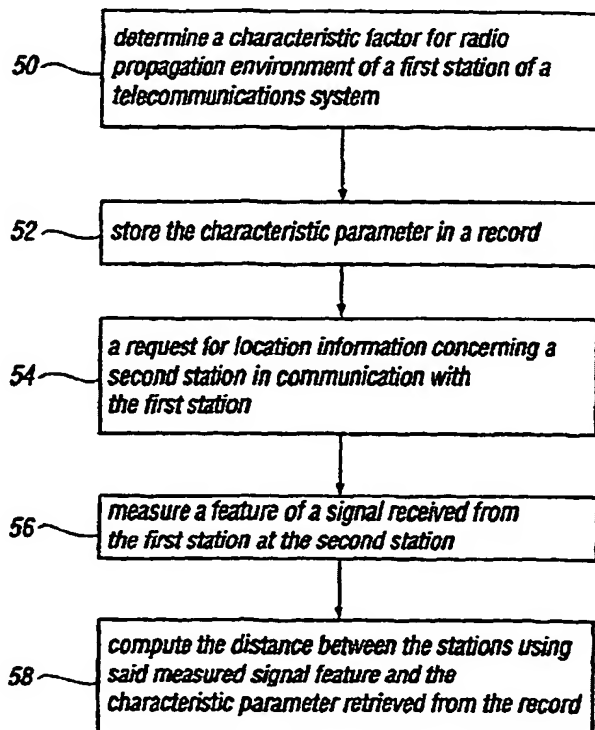 50
determine a characteristic factor for radio
propagation environment of a first station of a
telecommunications system
52
store the characteristic parameter in a record
54
a request for location information concerning a
second station in communication with
the first station
56
measure a feature of a signal received from
the first station at the second station
58
compute the distance between the stations using
said measured signal feature and the
characteristic parameter retrieved from the record